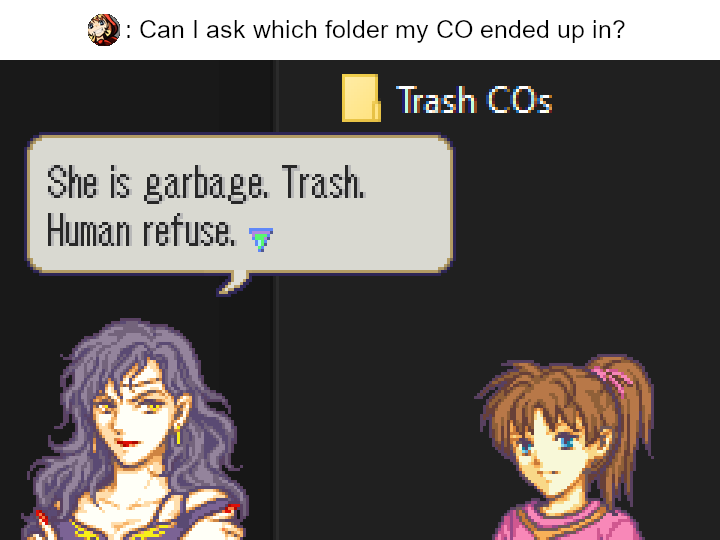 : Can I ask which folder my CO ended up in?
Trash COs
She is garbage. Trash.
Human refuse.